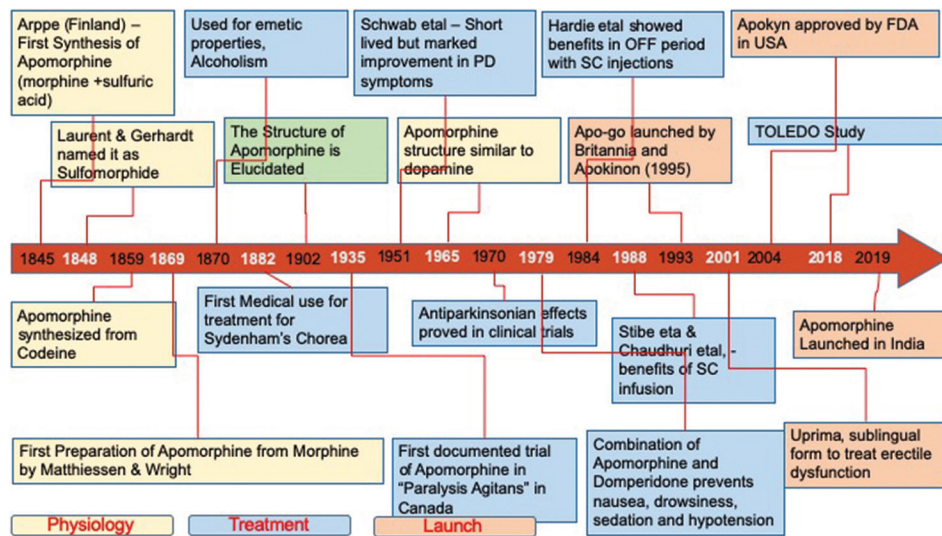 Arppe (Finland) –
First Synthesis of
Apomorphine
(morphine +sulfuric
acid)
Used for emetic
properties,
Alcoholism
Schwab etal – Short
lived but marked
improvement in PD
symptoms
Hardie etal showed
benefits in OFF period
with SC injections
Apokyn approved by FDA
in USA
Laurent & Gerhardt
named it as
Sulfomorphide
The Structure of
Apomorphine is
Elucidated
Apomorphine
structure similar to
dopamine
Apo-go launched by
Britannia and
Apokinon (1995)
TOLEDO Study
1845 1848 1859 1869 1870 1882 1902 1935 1951 1965 1970 1979 1984 1988 1993 2001 2004 2018 2019
Apomorphine
synthesized from
Codeine
First Medical use for
treatment for
Sydenham's Chorea
Antiparkinsonian effects
proved in clinical trials
Stibe eta &
Chaudhuri etal, -
benefits of SC
infusion
Apomorphine
Launched in India
First Preparation of Apomorphine from Morphine
by Matthiessen & Wright
First documented trial
of Apomorphine in
"Paralysis Agitans" in
Canada
Combination of
Apomorphine and
Domperidone prevents
nausea, drowsiness,
sedation and hypotension
Uprima, sublingual
form to treat erectile
dysfunction
Physiology
Treatment
Launch